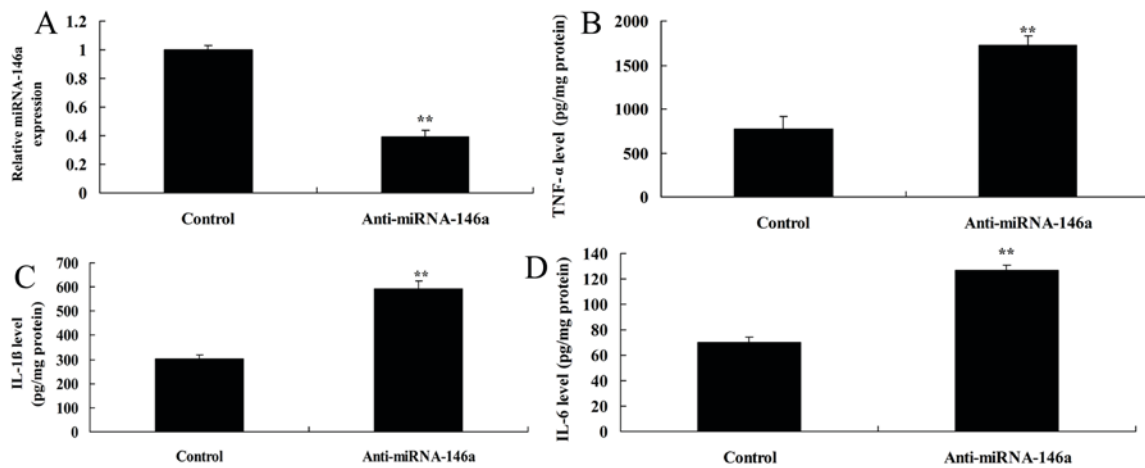 A
Relative miRNA-146a
expression
1.2
1
0.8
0.6
0.4
0.2
0
**
Control
Anti-miRNA-146a
B
TNF-α level (pg/mg protein)
2000
1500
1000
500
0
**
Control
Anti-miRNA-146a
C
IL-1ß level
(pg/mg protein)
700
600
500
400
300
200
100
0
**
Control
Anti-miRNA-146a
D
IL-6 level (pg/mg protein)
140
120
100
80
60
40
20
0
**
Control
Anti-miRNA-146a